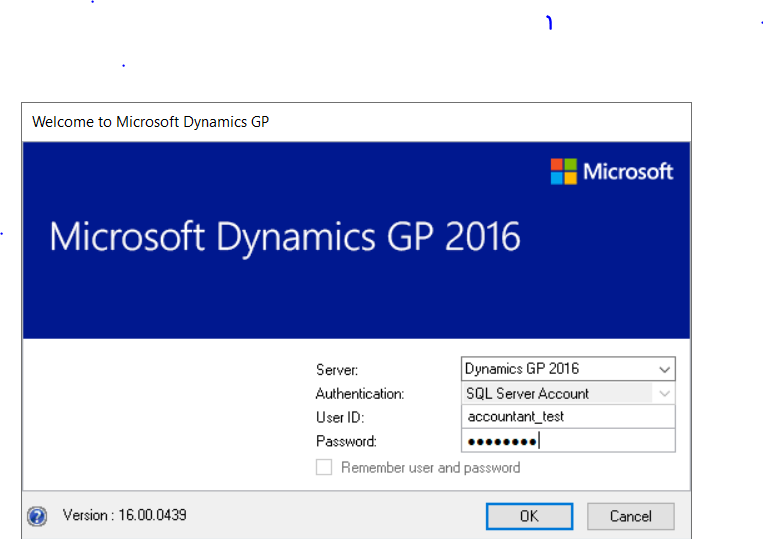 Welcome to Microsoft Dynamics GP
Microsoft
Microsoft Dynamics GP 2016
Server: Dynamics GP 2016
Authentication: SQL Server Account
User ID: accountant_test
Password: ●●●●●●●●
Remember user and password
Version : 16.00.0439 OK Cancel